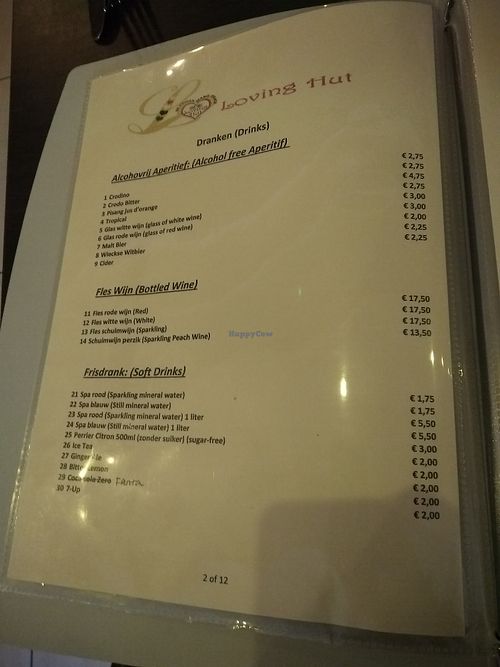 Loving Hut
Dranken (Drinks)
Alcohovrij Aperitief: (Alcohol free Aperitif)
1 Crodino € 2,75
2 Crodo Bitter € 2,75
3 Pisang jus d'orange € 4,75
4 Tropical € 2,75
5 Glas witte wijn (glass of white wine) € 3,00
6 Glas rode wijn (glass of red wine) € 3,00
7 Malt Bier € 2,00
8 Wieckse Witbier € 2,25
9 Cider € 2,25
Fles Wijn (Bottled Wine)
11 Fles rode wijn (Red) € 17,50
12 Fles witte wijn (White) € 17,50
13 Fles schuimwijn (Sparkling) € 17,50
14 Schuimwijn perzik (Sparkling Peach Wine) € 13,50
HappyCow
Frisdrank: (Soft Drinks)
21 Spa rood (Sparkling mineral water) € 1,75
22 Spa blauw (Still mineral water) € 1,75
23 Spa rood (Sparkling mineral water) 1 liter € 5,50
24 Spa blauw (Still mineral water) 1 liter € 5,50
25 Perrier Citron 500ml (zonder suiker) (sugar-free) € 3,00
26 Ice Tea € 2,00
27 Ginger Ale € 2,00
28 Bitter Lemon € 2,00
29 Coca Cola Zero Fanta € 2,00
30 7-Up € 2,00
2 of 12